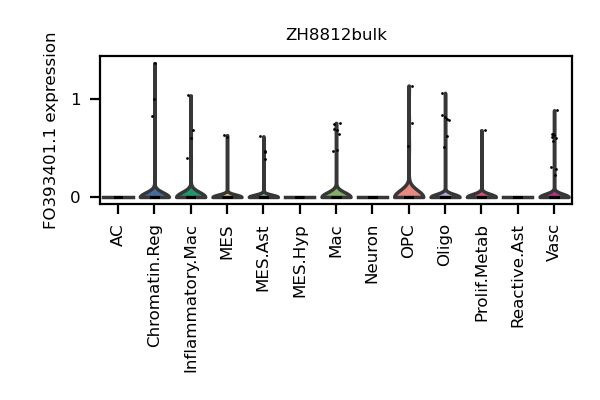 ZH8812bulk
FO393401.1 expression
1
0
AC
Chromatin.Reg
Inflammatory.Mac
MES
MES.Ast
MES.Hyp
Mac
Neuron
OPC
Oligo
Prolif.Metab
Reactive.Ast
Vasc